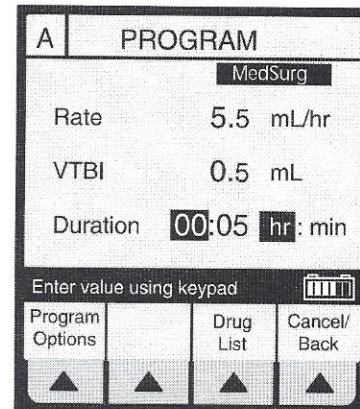 A PROGRAM
MedSurg
Rate 5.5 mL/hr
VTBI 0.5 mL
Duration 00:05 hr : min
Enter value using keypad
Program Options
Drug List
Cancel/ Back